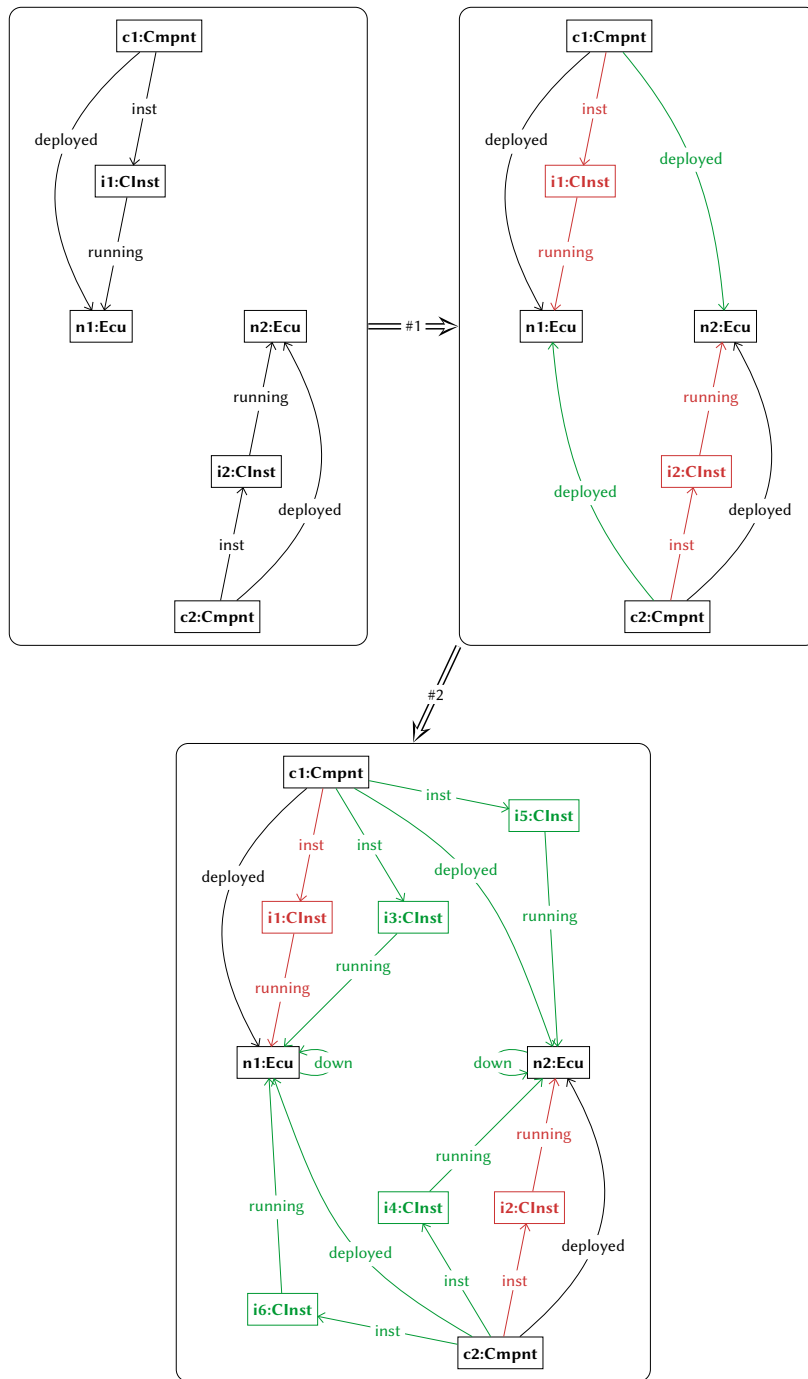 c1:Cmpnt
inst
deployed
i1:CInst
running
n1:Ecu
n2:Ecu
running
i2:CInst
deployed
inst
c2:Cmpnt
#1
c1:Cmpnt
inst
deployed
deployed
i1:CInst
running
n1:Ecu
n2:Ecu
running
i2:CInst
deployed
deployed
inst
c2:Cmpnt
#2
c1:Cmpnt
inst
i5:CInst
inst
inst
deployed
deployed
i1:CInst
i3:CInst
running
running
running
n1:Ecu
down
down
n2:Ecu
running
running
running
i4:CInst
i2:CInst
deployed
deployed
inst
inst
i6:CInst
inst
c2:Cmpnt